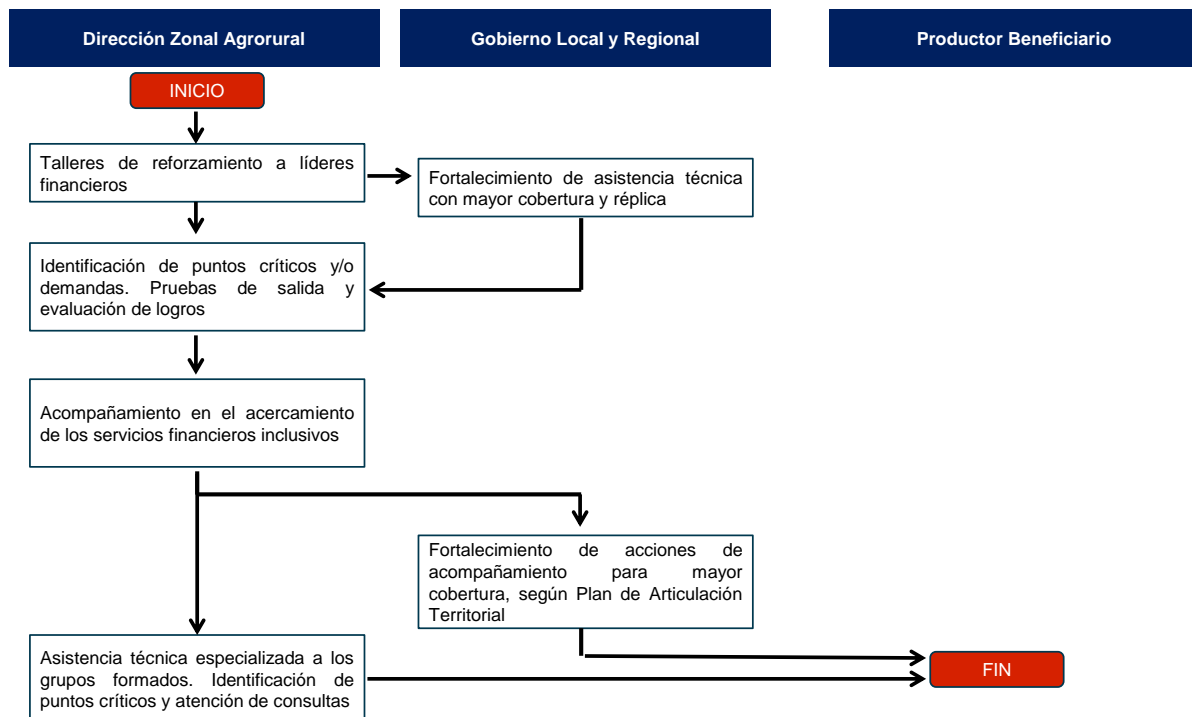 Dirección Zonal Agrorural
Gobierno Local y Regional
Productor Beneficiario
INICIO
Talleres de reforzamiento a líderes
financieros
Fortalecimiento de asistencia técnica
con mayor cobertura y réplica
Identificación de puntos críticos y/o
demandas. Pruebas de salida y
evaluación de logros
Acompañamiento en el acercamiento
de los servicios financieros inclusivos
Fortalecimiento de acciones de
acompañamiento para mayor
cobertura, según Plan de Articulación
Territorial
Asistencia técnica especializada a los
grupos formados. Identificación de
puntos críticos y atención de consultas
FIN